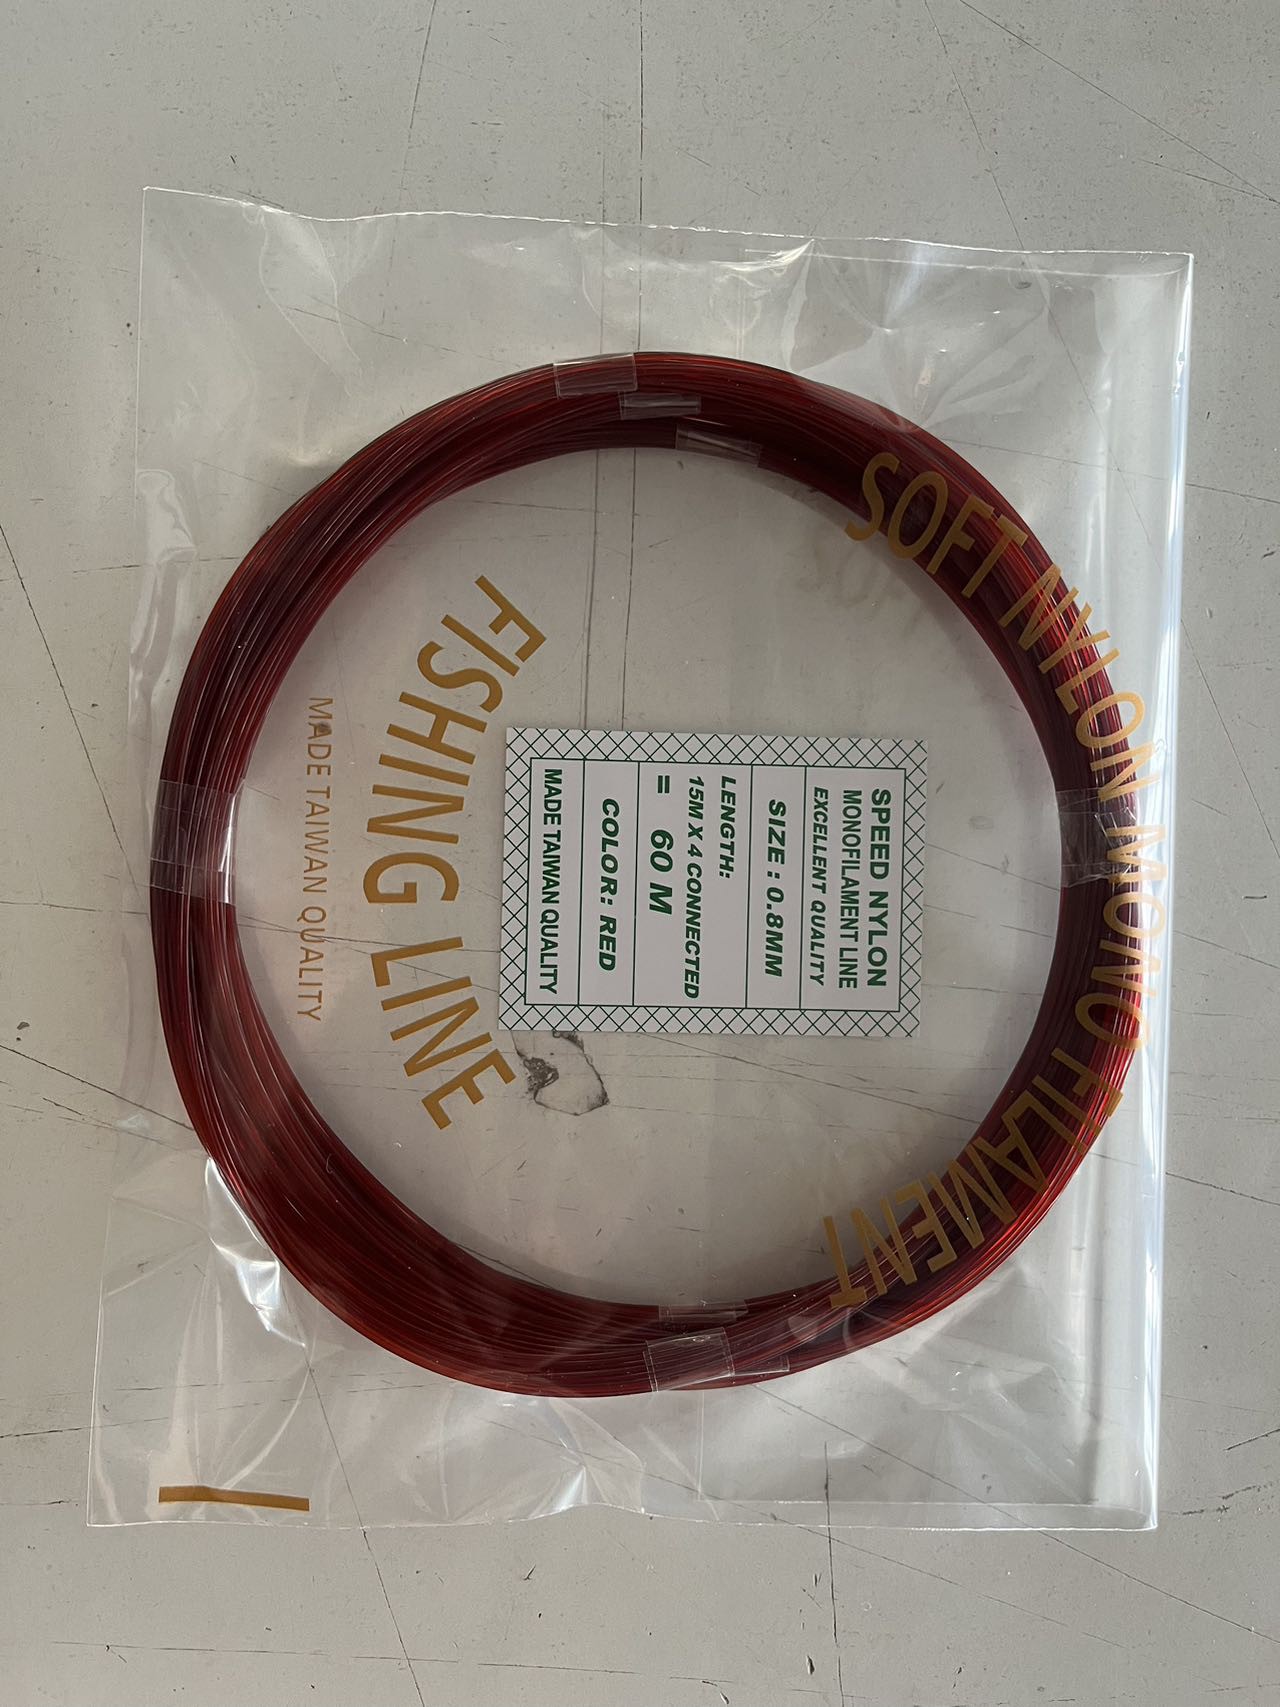 SOFT NYLON MONO FILAMENT
SPEED NYLON
MONOFILAMENT LINE
EXCELLENT QUALITY
SIZE : 0.8MM
LENGTH:
15M X 4 CONNECTED
= 60 M
COLOR: RED
MADE TAIWAN QUALITY
FISHING LINE
MADE TAIWAN QUALITY